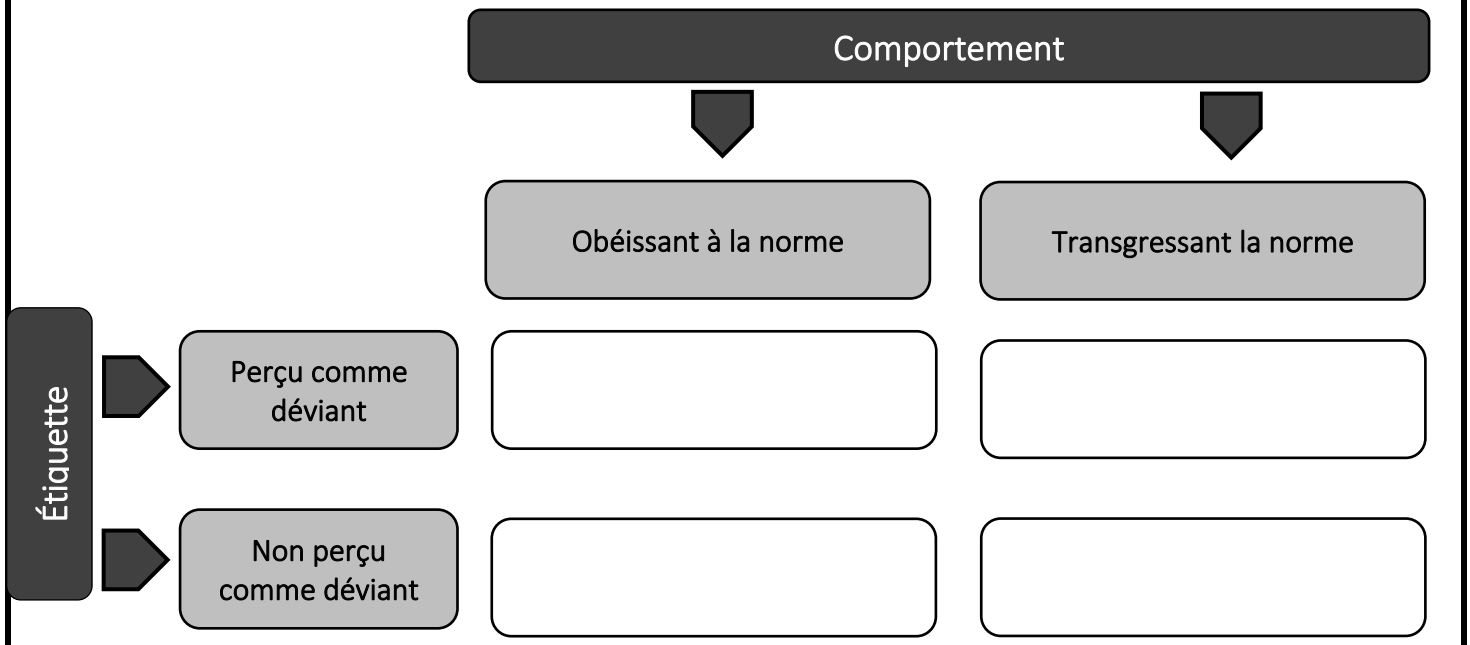 Comportement
Obéissant à la norme
Transgressant la norme
Étiquette
Perçu comme
déviant
Non perçu
comme déviant